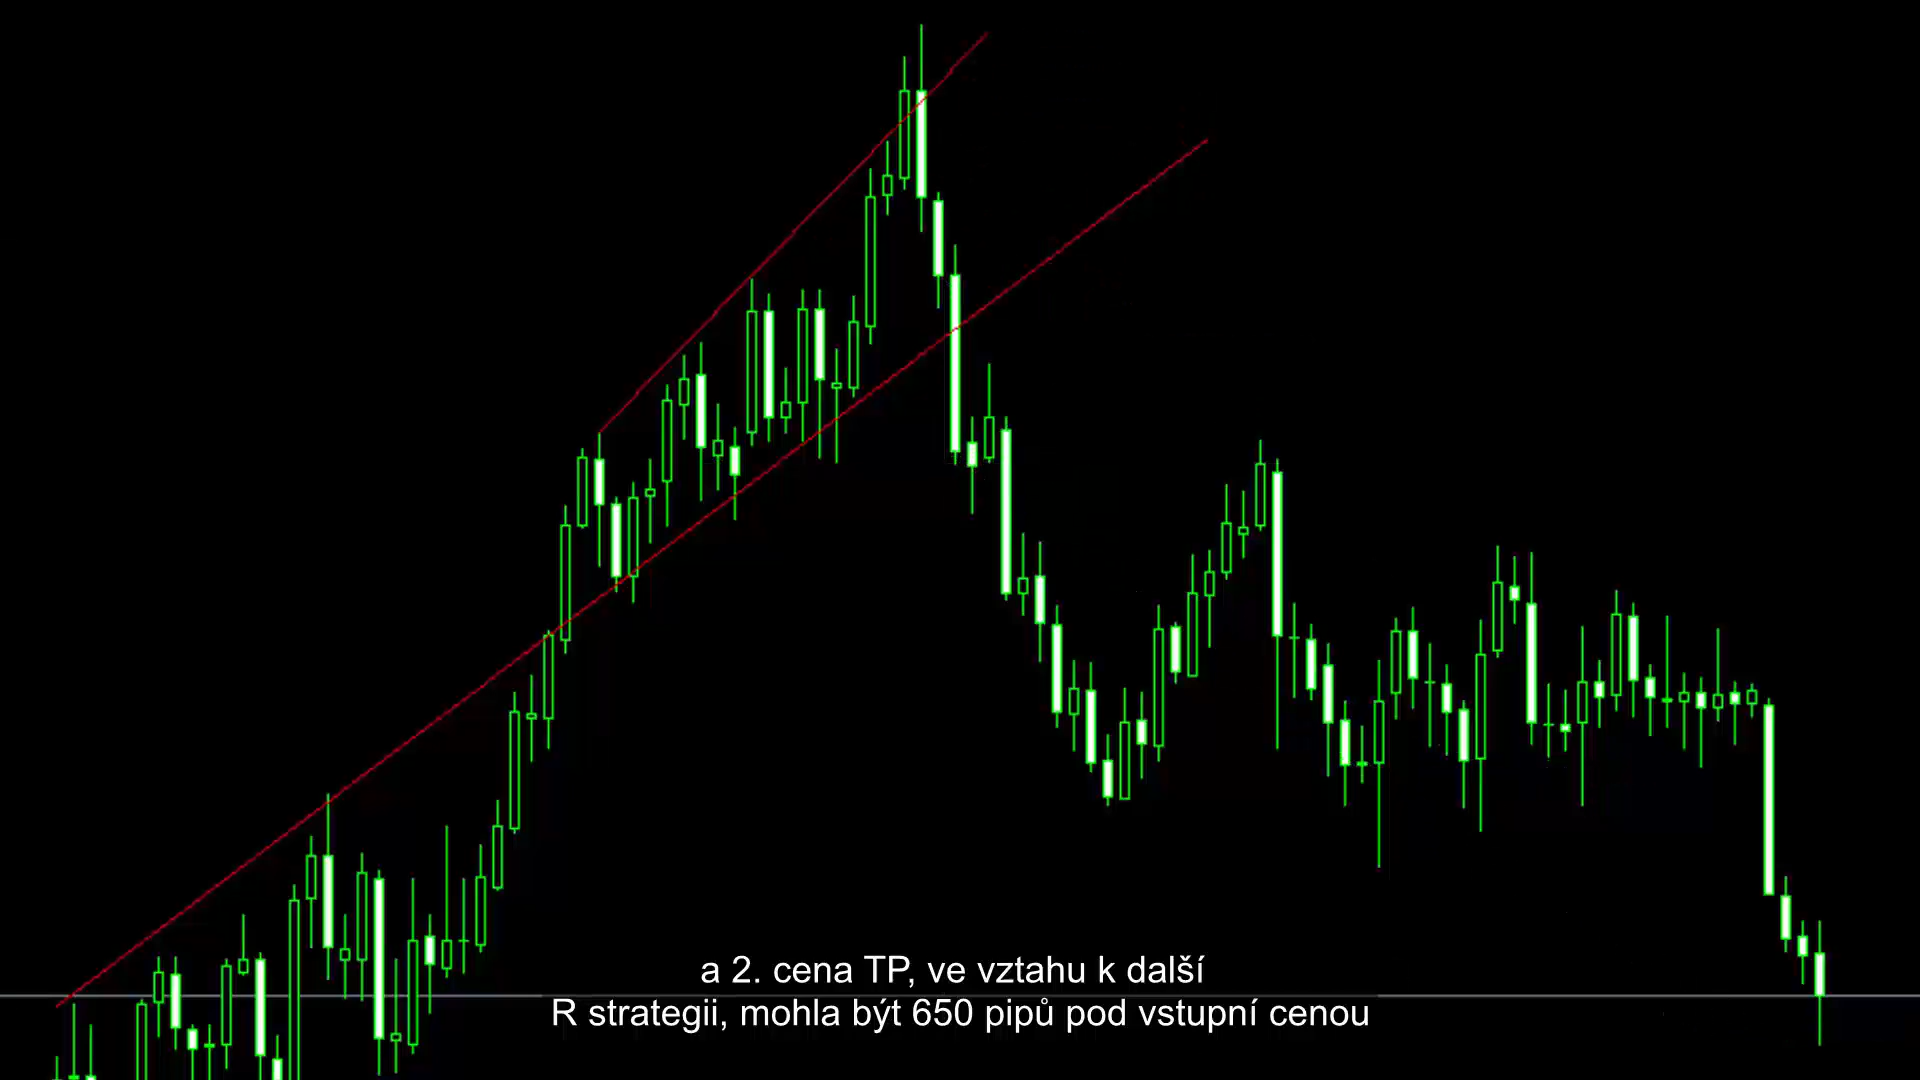 a 2. cena TP, ve vztahu k další
R strategii, mohla být 650 pipů pod vstupní cenou